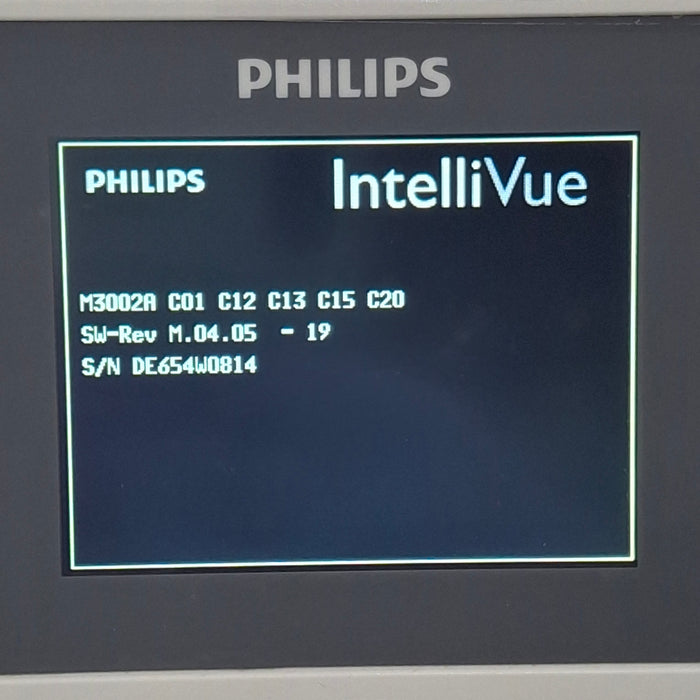 PHILIPS
PHILIPS IntelliVue
M3002A C01 C12 C13 C15 C20
SW-Rev M.04.05 - 19
S/N DE654W0814